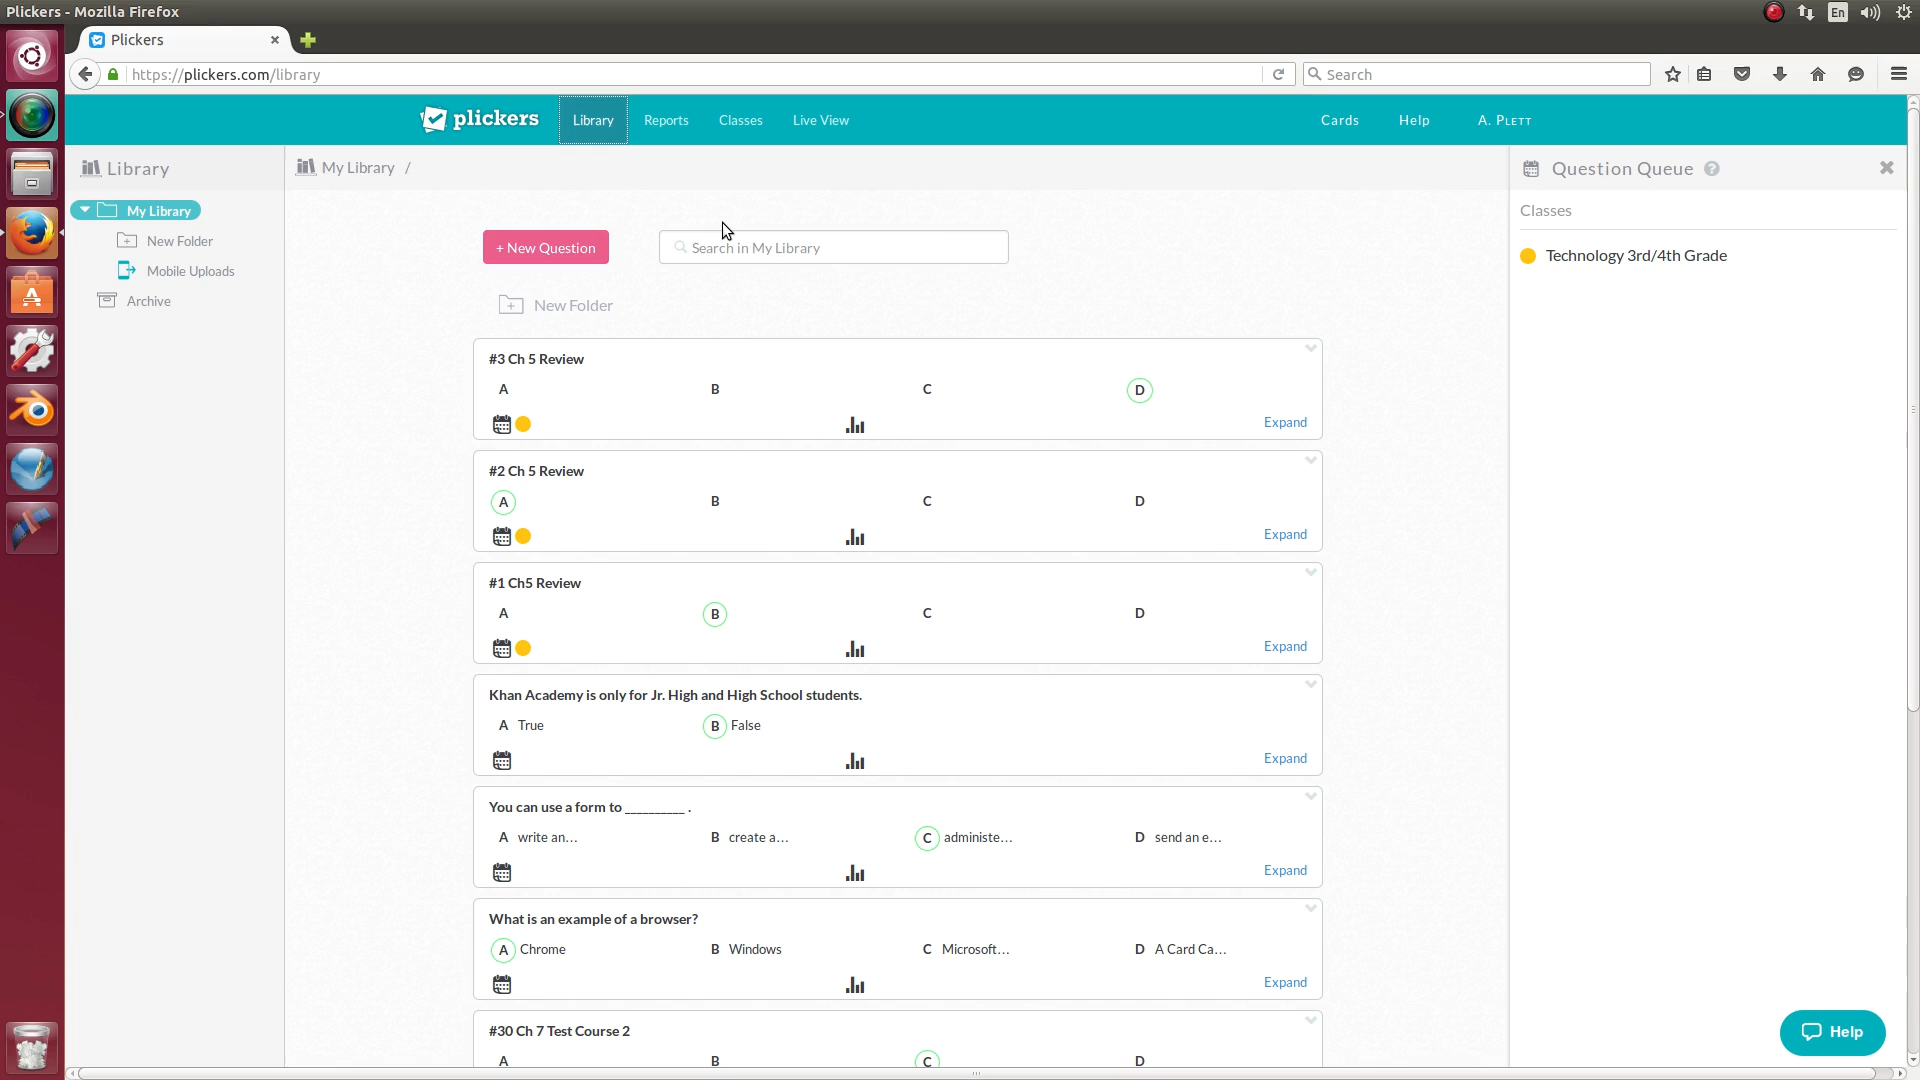 Plickers - Mozilla Firefox
En
Plickers
https://plickers.com/library
Search
plickers
Library
Reports
Classes
Live View
Cards
Help
A. PLETT
Library
My Library /
Question Queue ?
My Library
New Folder
Mobile Uploads
Archive
+ New Question
Search in My Library
New Folder
Classes
Technology 3rd/4th Grade
#3 Ch 5 Review
A B C D
Expand
#2 Ch 5 Review
A B C D
Expand
#1 Ch5 Review
A B C D
Expand
Khan Academy is only for Jr. High and High School students.
A True B False
Expand
You can use a form to __________ .
A write an... B create a... C administe... D send an e...
Expand
What is an example of a browser?
A Chrome B Windows C Microsoft... D A Card Ca...
Expand
#30 Ch 7 Test Course 2
A B C D
Help